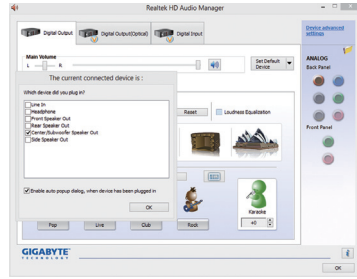 Realtek HD Audio Manager
Digital Output
Digital Output(Optical)
Digital Input
Device advanced settings
Main Volume
L
R
Set Default Device
ANALOG
Back Panel
The current connected device is :
Which device did you plug in?
Line In
Headphone
Front Speaker Out
Rear Speaker Out
Center/Subwoofer Speaker Out
Side Speaker Out
Enable auto popup dialog, when device has been plugged in
OK
Reset
Loudness Equalization
Front Panel
Karaoke
+0
Pop
Live
Club
Rock
GIGABYTE
TECHNOLOGY
i
OK